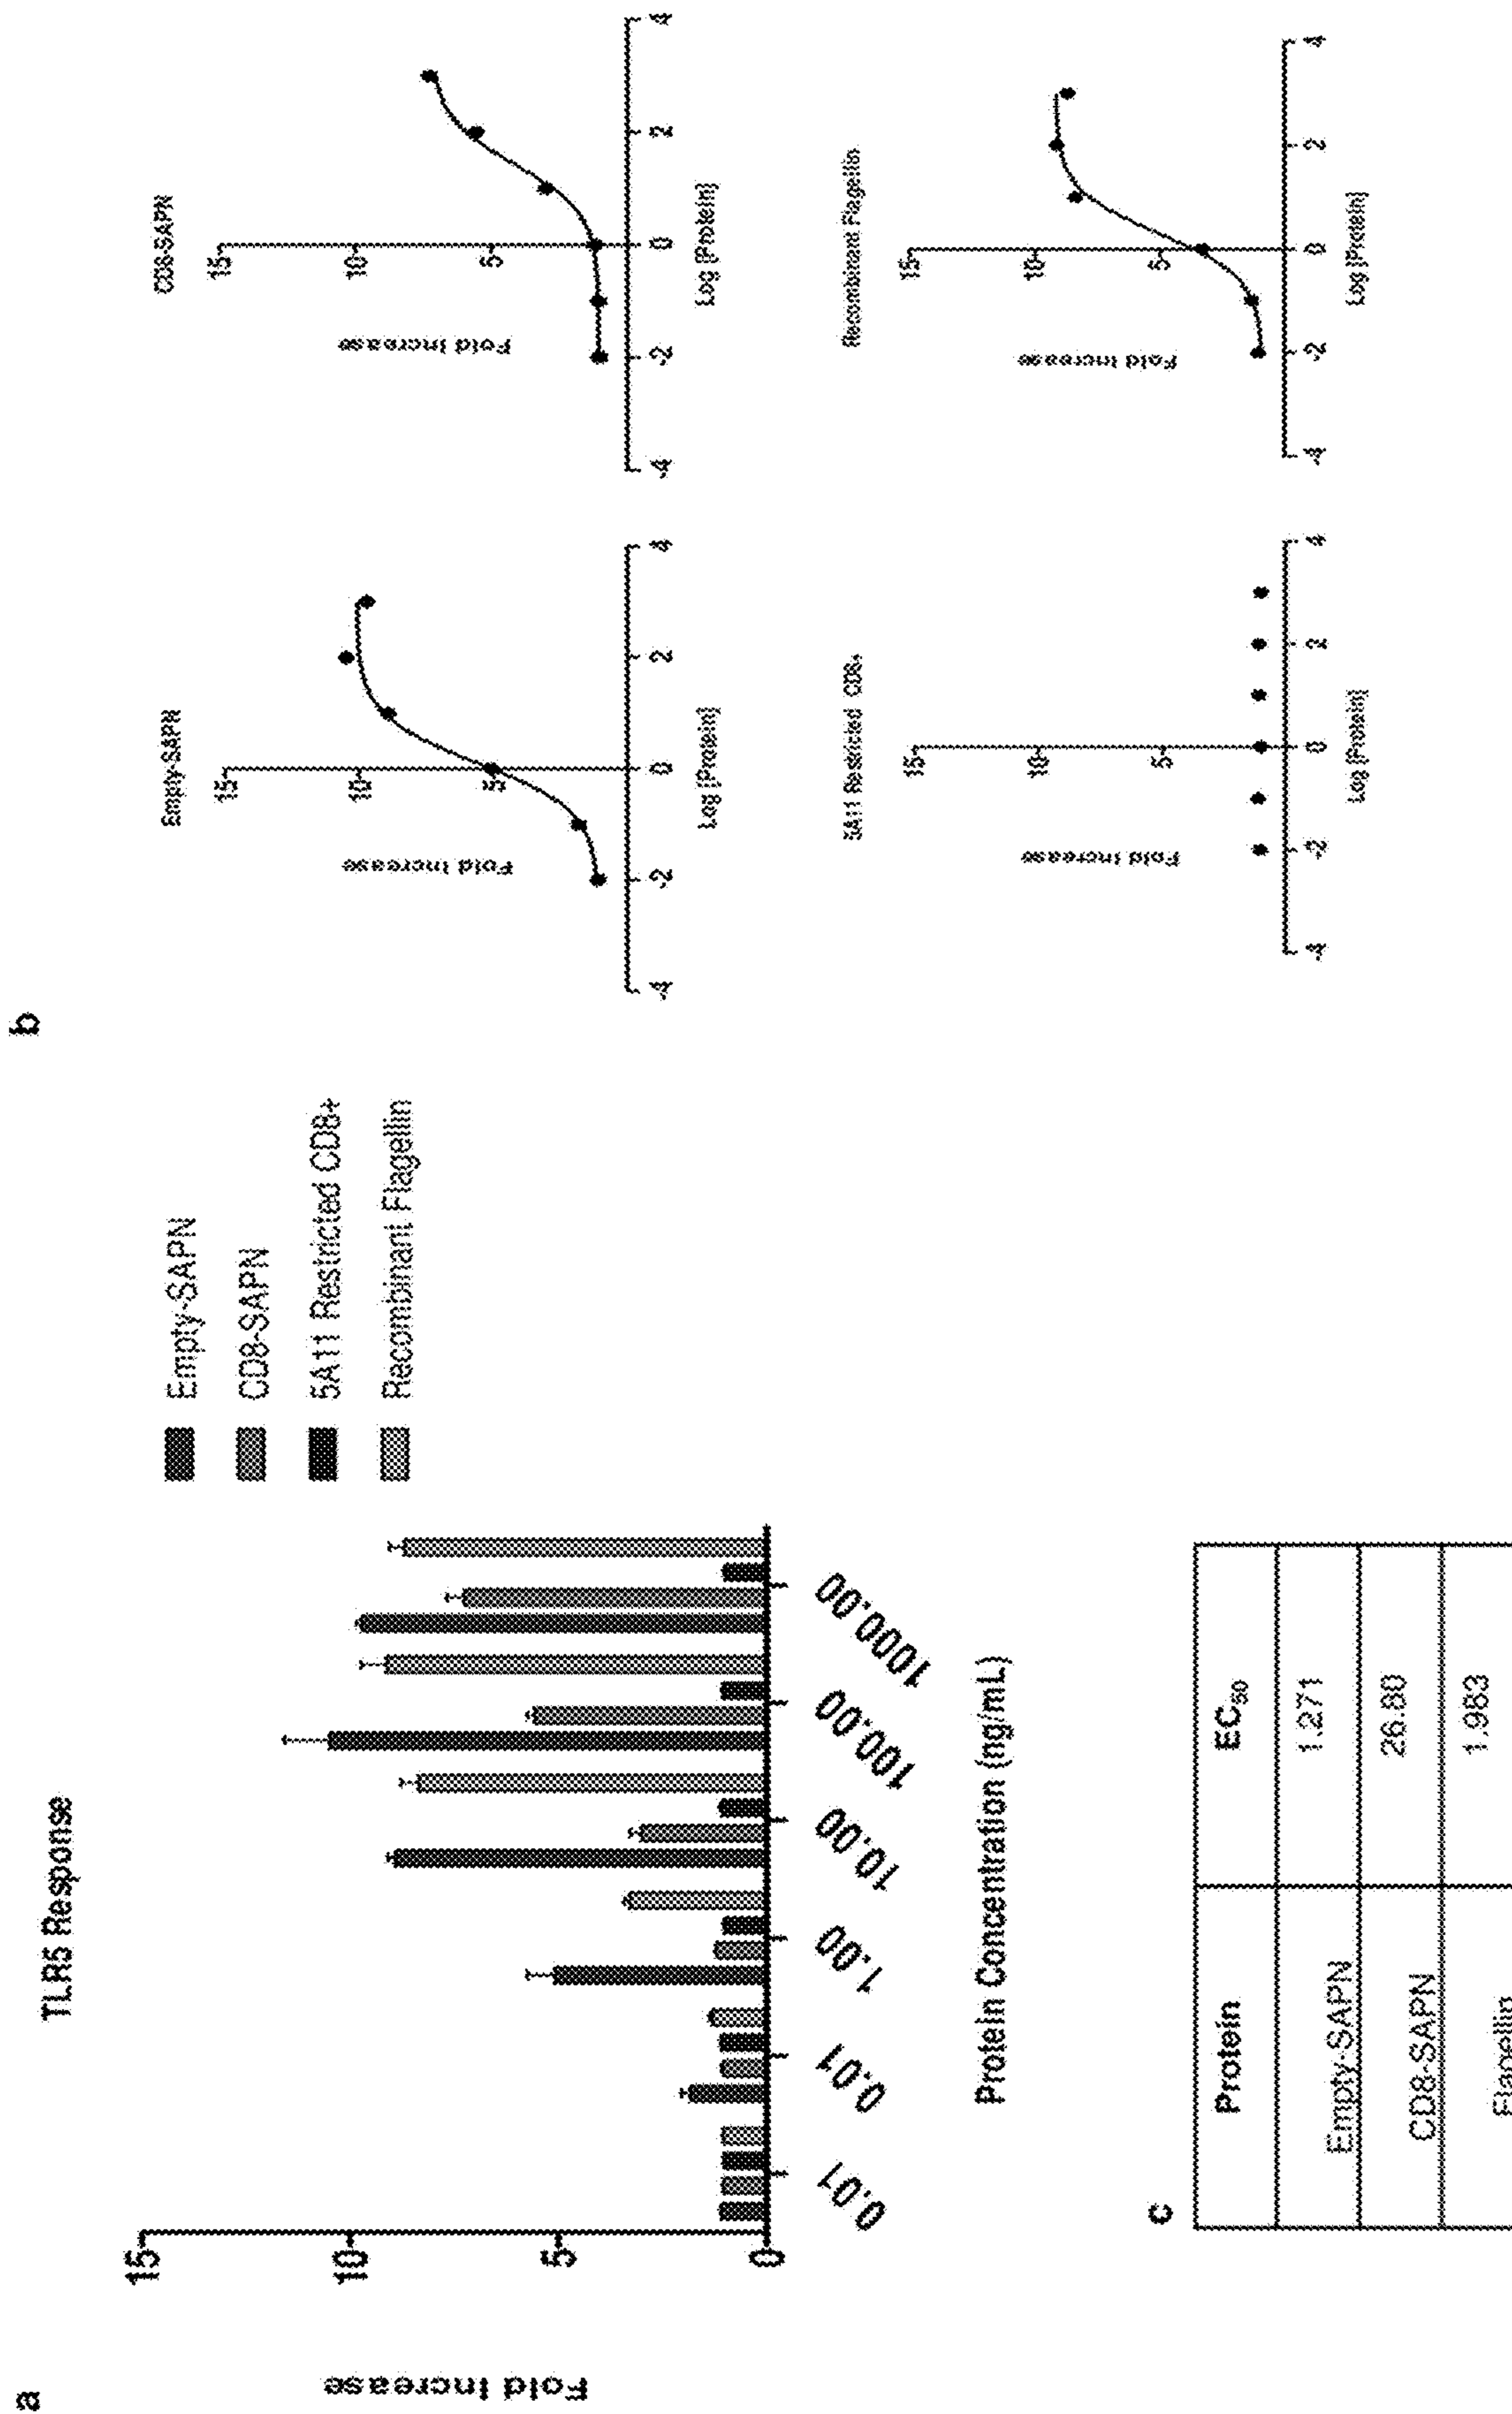 a
TLR5 Response
Fold Increase
15
10
5
0
0.01
0.01
1.00
10.00
100.00
1000.00
Protein Concentration (ng/mL)
Empty-SAPN
CD8-SAPN
5A11 Restricted CD8+
Recombinant Flagellin
b
Empty-SAPN
Fold Increase
15
10
5
-4 -2 0 2 4
Log [Protein]
CD8-SAPN
Fold Increase
15
10
5
-4 -2 0 2 4
Log [Protein]
5A11 Restricted CD8+
Fold Increase
15
10
5
-4 -2 0 2 4
Log [Protein]
Recombinant Flagellin
Fold Increase
15
10
5
-4 -2 0 2 4
Log [Protein]
c
Protein EC50
Empty-SAPN 1.271
CD8-SAPN 26.80
Flagellin 1.983